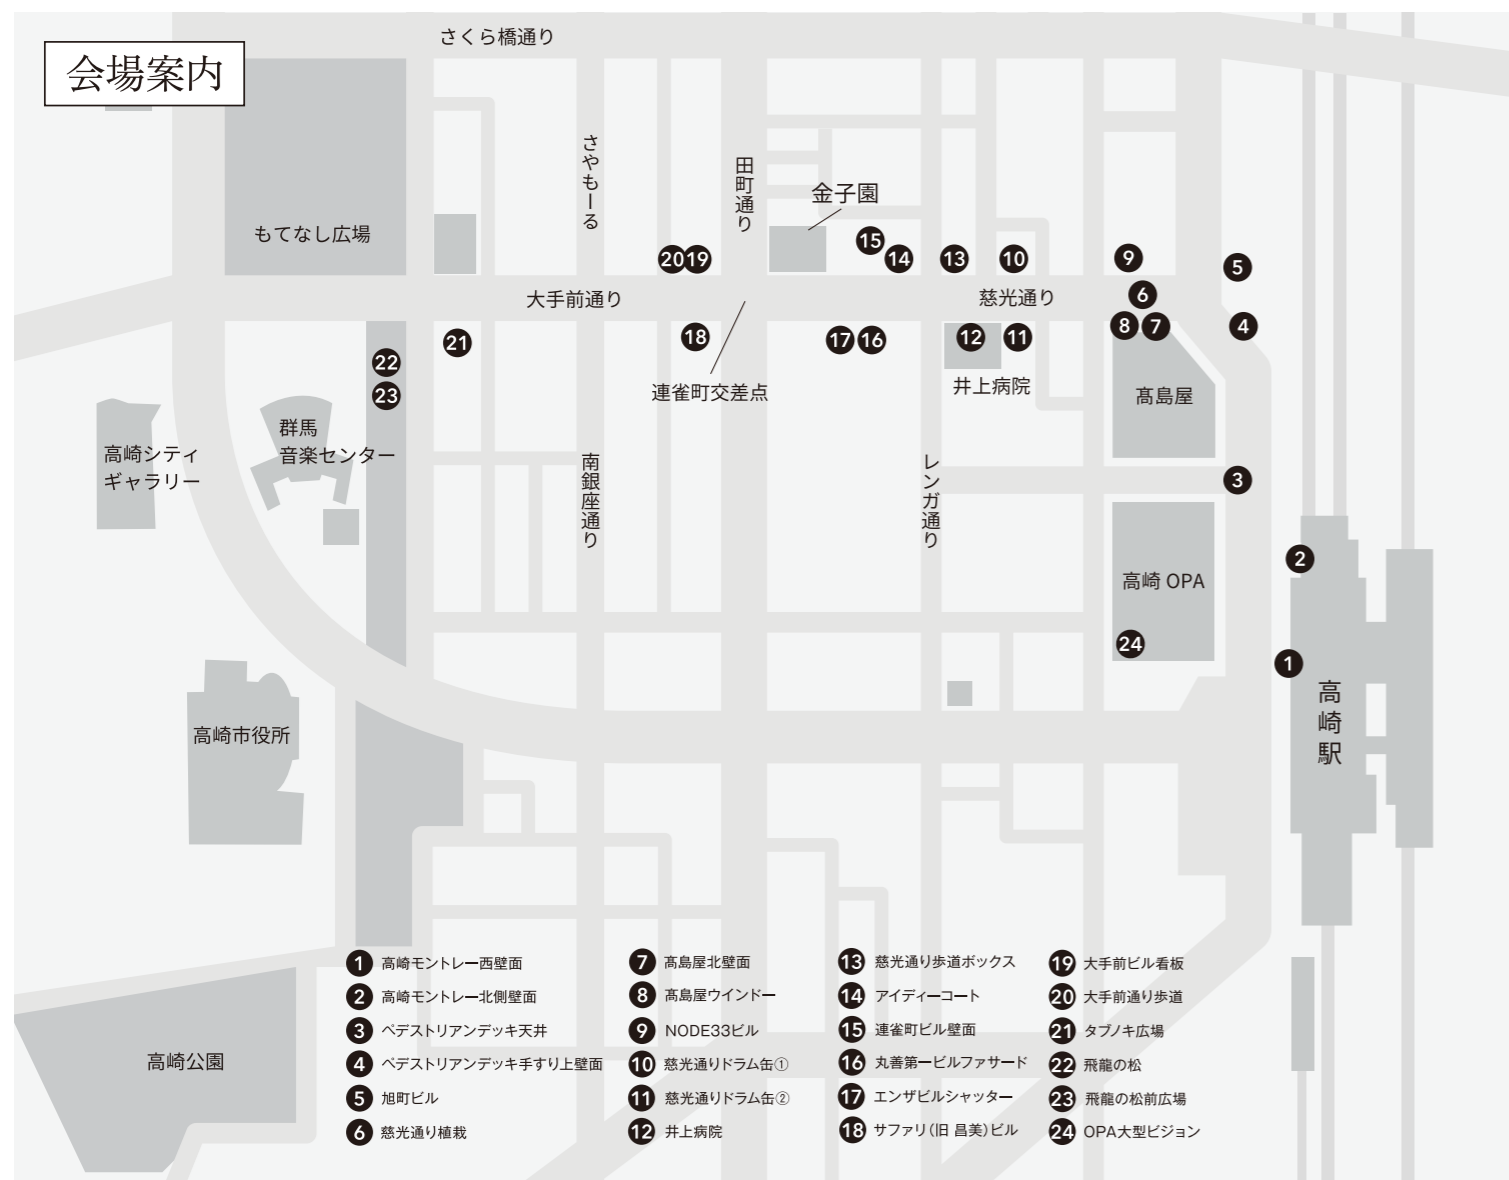 会場案内
さくら橋通り
さやもーる
田町通り
金子園
もてなし広場
15
20
19
14
13
10
9
5
大手前通り
慈光通り
6
8
7
4
21
18
17
16
12
11
22
23
連雀町交差点
井上病院
髙島屋
群馬
音楽センター
高崎シティ
ギャラリー
南銀座通り
レンガ通り
3
2
高崎 OPA
24
1
高崎駅
高崎市役所
高崎公園
1 高崎モントレー西壁面
2 高崎モントレー北側壁面
3 ペデストリアンデッキ天井
4 ペデストリアンデッキ手すり上壁面
5 旭町ビル
6 慈光通り植栽
7 髙島屋北壁面
8 髙島屋ウインドー
9 NODE33ビル
10 慈光通りドラム缶①
11 慈光通りドラム缶②
12 井上病院
13 慈光通り歩道ボックス
14 アイディーコート
15 連雀町ビル壁面
16 丸善第一ビルファサード
17 エンザビルシャッター
18 サファリ(旧 昌美)ビル
19 大手前ビル看板
20 大手前通り歩道
21 タブノキ広場
22 飛龍の松
23 飛龍の松前広場
24 OPA大型ビジョン